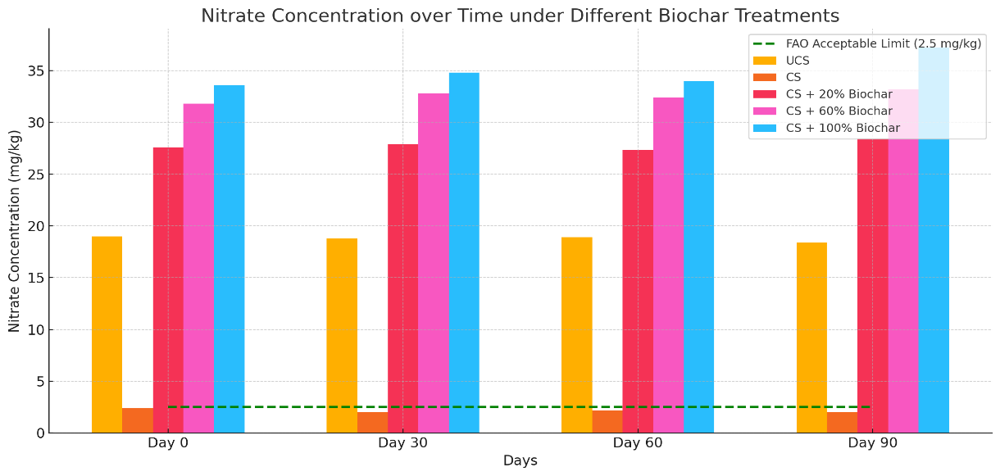 Nitrate Concentration over Time under Different Biochar Treatments
FAO Acceptable Limit (2.5 mg/kg)
UCS
CS
CS + 20% Biochar
CS + 60% Biochar
CS + 100% Biochar
Nitrate Concentration (mg/kg)
35
30
25
20
15
10
5
0
Day 0 Day 30 Day 60 Day 90
Days